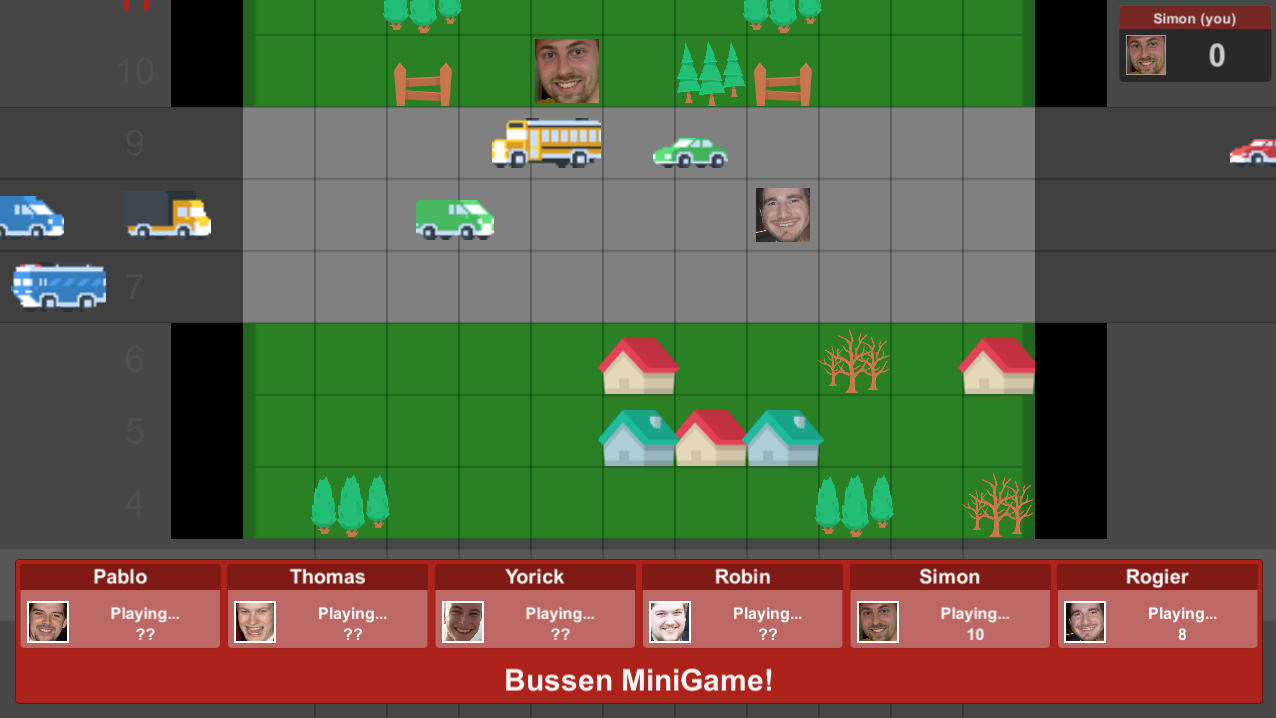 Simon (you)
0
10
9
7
6
5
4
Pablo
Thomas
Yorick
Robin
Simon
Rogier
Playing...
??
Playing...
??
Playing...
??
Playing...
??
Playing...
10
Playing...
8
Bussen MiniGame!